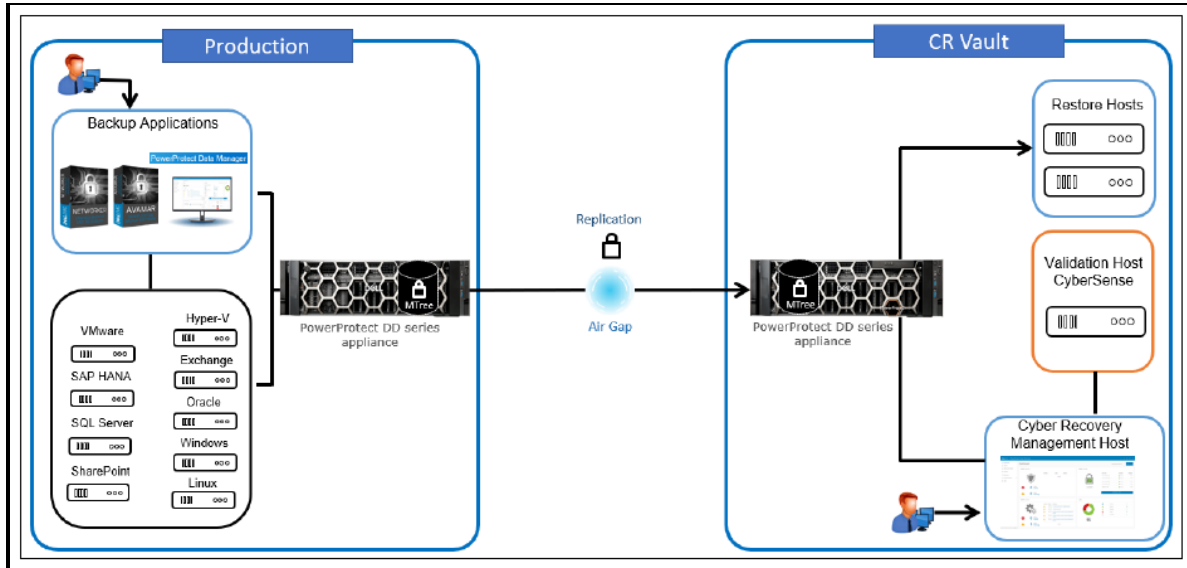 Production
Backup Applications
PowerProtect Data Manager
NETWORKER
AVAMAR
VMware
SAP HANA
SQL Server
SharePoint
Hyper-V
Exchange
Oracle
Windows
Linux
DELL
MTree
PowerProtect DD series
appliance
Replication
Air Gap
CR Vault
MTree
DELL
PowerProtect DD series
appliance
Restore Hosts
Validation Host
CyberSense
Cyber Recovery
Management Host